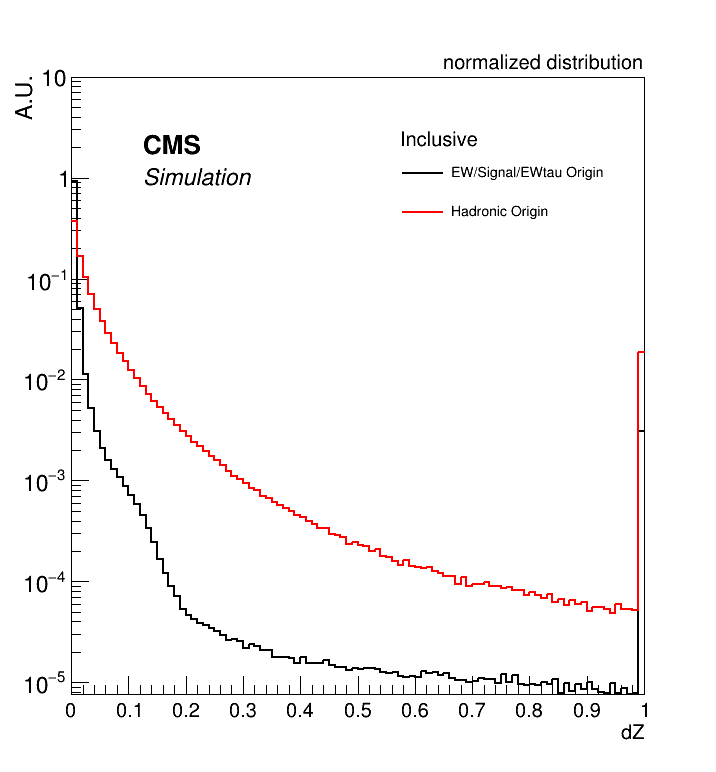 normalized distribution
A.U.
10
CMS
Inclusive
Simulation
EW/Signal/EWtau Origin
Hadronic Origin
1
10⁻¹
10⁻²
10⁻³
10⁻⁴
10⁻⁵
0 0.1 0.2 0.3 0.4 0.5 0.6 0.7 0.8 0.9 1
dZ